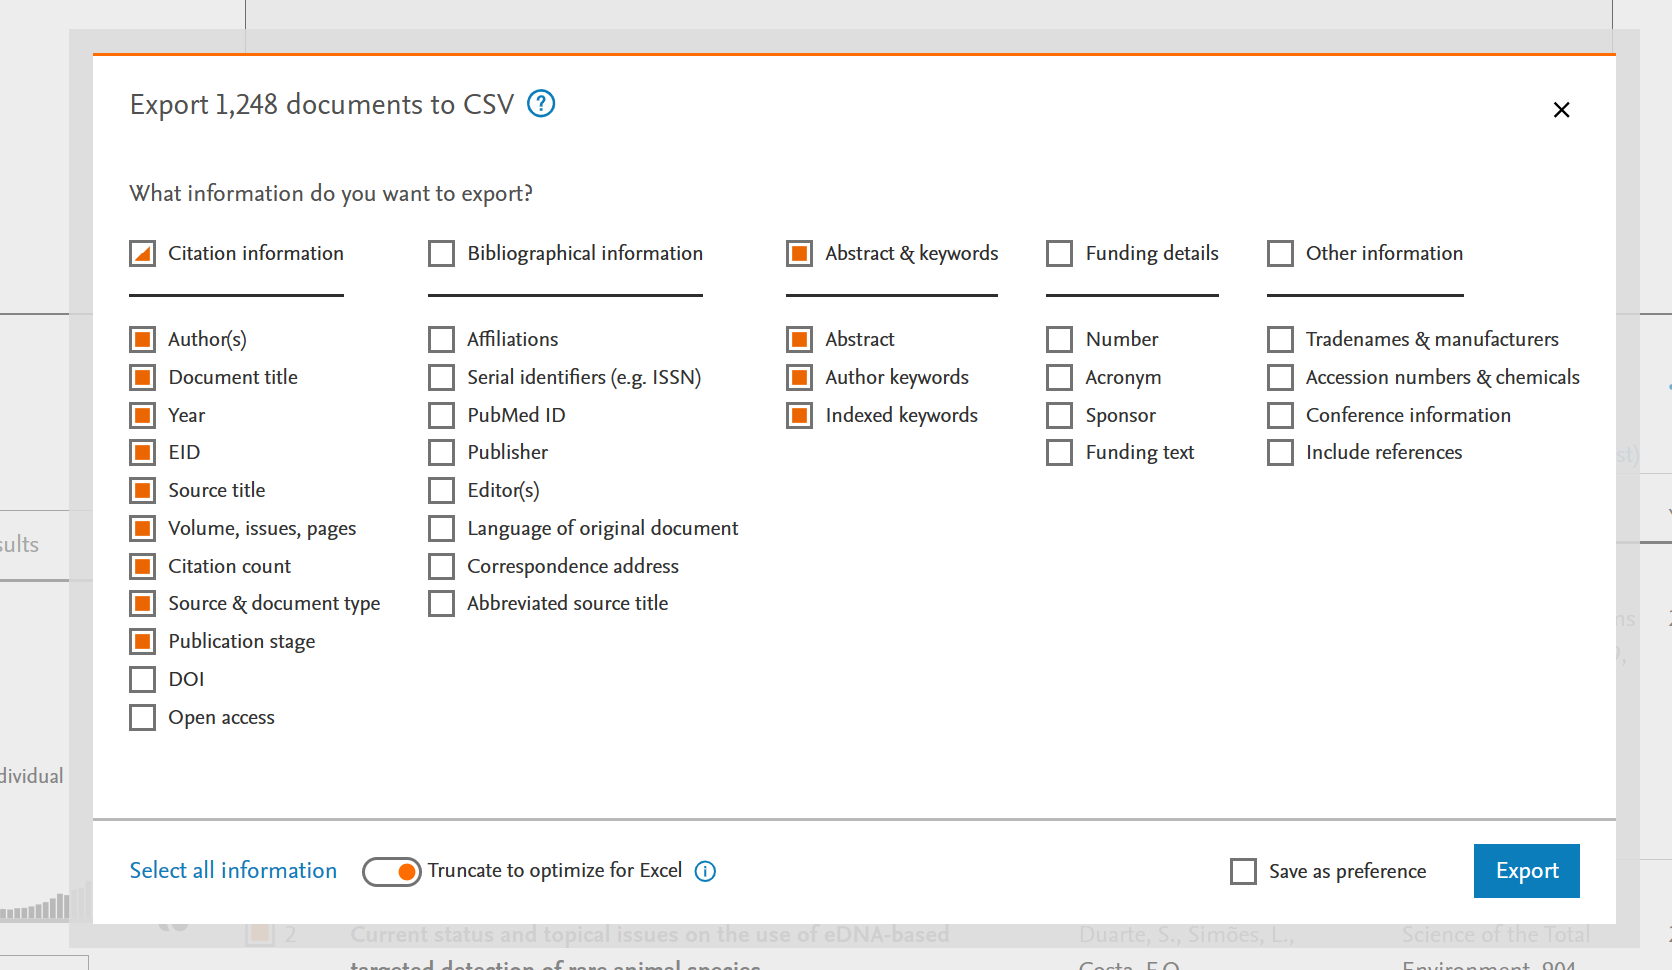 Export 1,248 documents to CSV
What information do you want to export?
Citation information
Author(s)
Document title
Year
EID
Source title
Volume, issues, pages
Citation count
Source & document type
Publication stage
DOI
Open access
Bibliographical information
Affiliations
Serial identifiers (e.g. ISSN)
PubMed ID
Publisher
Editor(s)
Language of original document
Correspondence address
Abbreviated source title
Abstract & keywords
Abstract
Author keywords
Indexed keywords
Funding details
Number
Acronym
Sponsor
Funding text
Other information
Tradenames & manufacturers
Accession numbers & chemicals
Conference information
Include references
Select all information
Truncate to optimize for Excel
Save as preference
Export
sults
dividual
st)
ns
9,
2 Current status and topical issues on the use of eDNA-based Duarte, S., Simões, L., Science of the Total
targeted detection of rare animal species Costa, F.O. Environment, 904